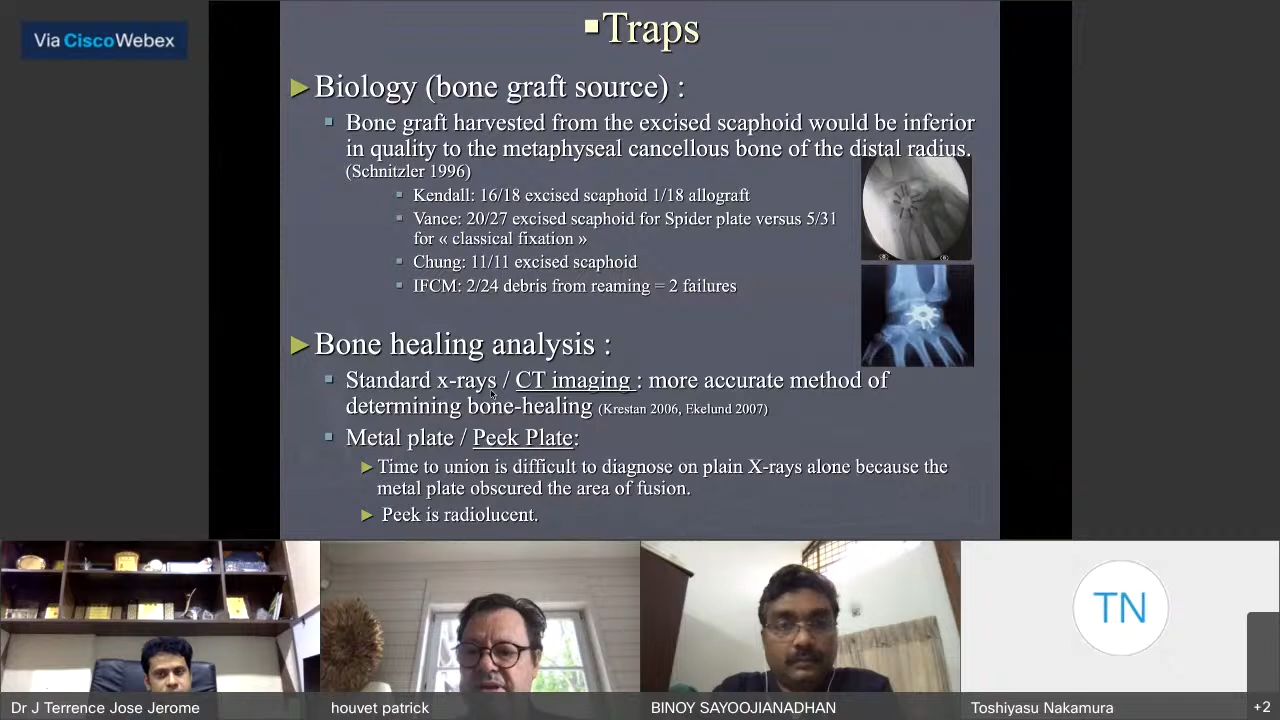 Via CiscoWebex
▪Traps
►Biology (bone graft source) :
▪ Bone graft harvested from the excised scaphoid would be inferior
in quality to the metaphyseal cancellous bone of the distal radius.
(Schnitzler 1996)
▪ Kendall: 16/18 excised scaphoid 1/18 allograft
▪ Vance: 20/27 excised scaphoid for Spider plate versus 5/31
for « classical fixation »
▪ Chung: 11/11 excised scaphoid
▪ IFCM: 2/24 debris from reaming = 2 failures
►Bone healing analysis :
▪ Standard x-rays / CT imaging : more accurate method of
determining bone-healing (Krestan 2006, Ekelund 2007)
▪ Metal plate / Peek Plate:
►Time to union is difficult to diagnose on plain X-rays alone because the
metal plate obscured the area of fusion.
► Peek is radiolucent.
TN
Dr J Terrence Jose Jerome
houvet patrick
BINOY SAYOOJIANADHAN
Toshiyasu Nakamura
+2